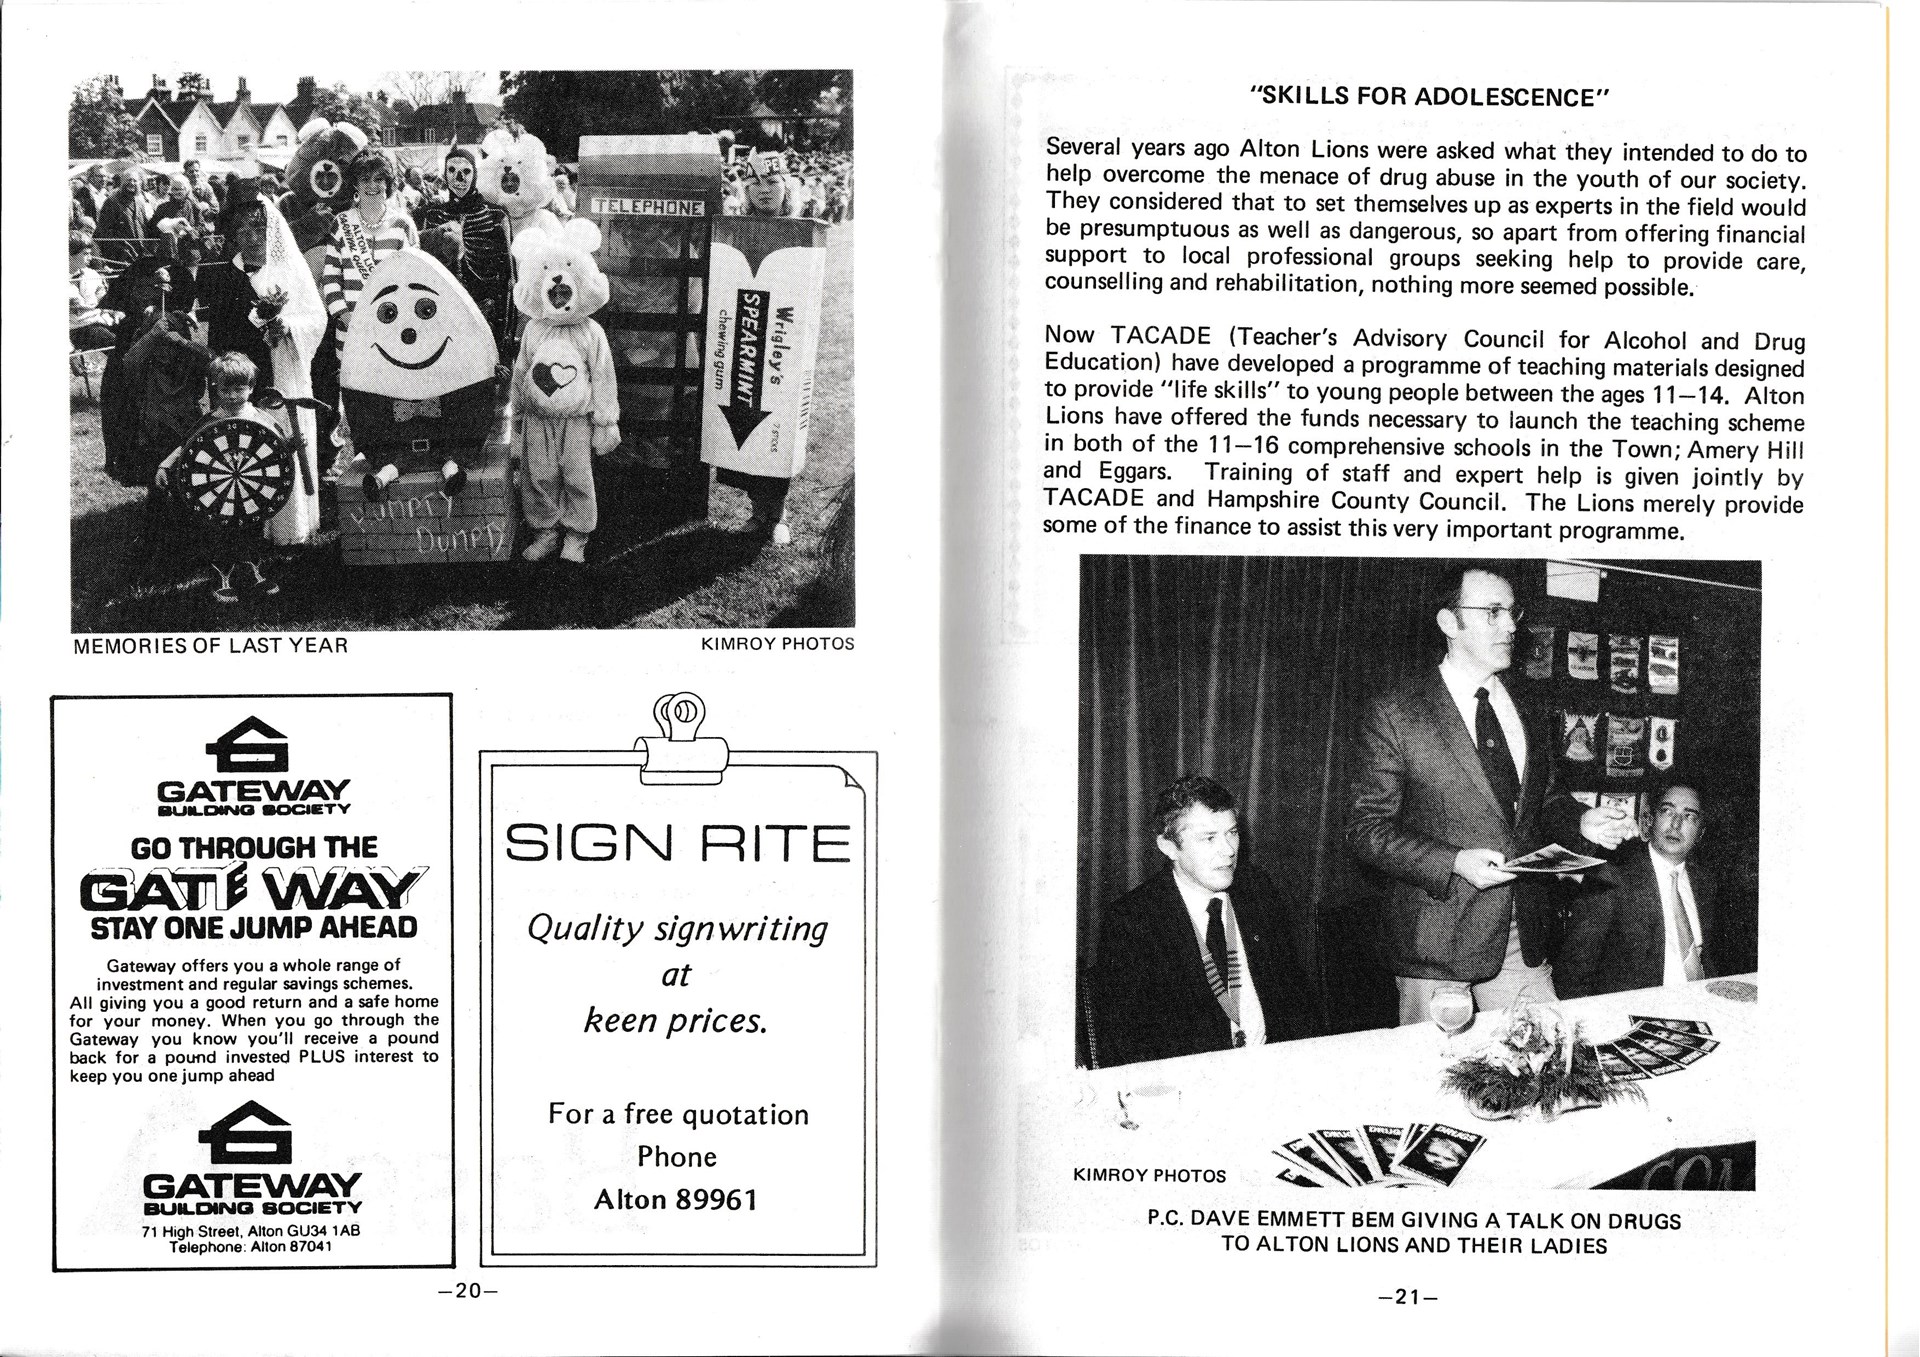 TELEPHONE
ALTON LIONS
CARNIVAL QUEEN
Wrigley's
SPEARMINT
chewing gum
7 STICKS
HUMPTY
DUMPTY
MEMORIES OF LAST YEAR
KIMROY PHOTOS
GATEWAY
BUILDING SOCIETY
GO THROUGH THE
GATEWAY
STAY ONE JUMP AHEAD
Gateway offers you a whole range of
investment and regular savings schemes.
All giving you a good return and a safe home
for your money. When you go through the
Gateway you know you'll receive a pound
back for a pound invested PLUS interest to
keep you one jump ahead
GATEWAY
BUILDING SOCIETY
71 High Street, Alton GU34 1AB
Telephone: Alton 87041
SIGN RITE
Quality signwriting
at
keen prices.
For a free quotation
Phone
Alton 89961
—20—
"SKILLS FOR ADOLESCENCE"
Several years ago Alton Lions were asked what they intended to do to
help overcome the menace of drug abuse in the youth of our society.
They considered that to set themselves up as experts in the field would
be presumptuous as well as dangerous, so apart from offering financial
support to local professional groups seeking help to provide care,
counselling and rehabilitation, nothing more seemed possible.
Now TACADE (Teacher's Advisory Council for Alcohol and Drug
Education) have developed a programme of teaching materials designed
to provide "life skills" to young people between the ages 11—14. Alton
Lions have offered the funds necessary to launch the teaching scheme
in both of the 11—16 comprehensive schools in the Town; Amery Hill
and Eggars. Training of staff and expert help is given jointly by
TACADE and Hampshire County Council. The Lions merely provide
some of the finance to assist this very important programme.
DRUGS
KIMROY PHOTOS
P.C. DAVE EMMETT BEM GIVING A TALK ON DRUGS
TO ALTON LIONS AND THEIR LADIES
—21—